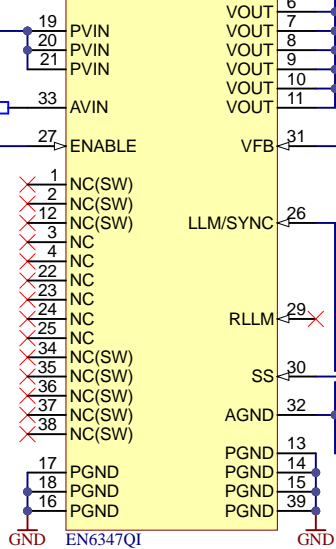 6 VOUT
19 PVIN VOUT 7
20 PVIN VOUT 8
21 PVIN VOUT 9
VOUT 10
33 AVIN VOUT 11
27 ENABLE VFB 31
1 NC(SW)
2 NC(SW)
12 NC(SW) LLM/SYNC 26
3 NC
4 NC
22 NC
23 NC
24 NC RLLM 29
25 NC
34 NC(SW)
35 NC(SW) SS 30
36 NC(SW)
37 NC(SW) AGND 32
38 NC(SW)
PGND 13
17 PGND PGND 14
18 PGND PGND 15
16 PGND PGND 39
GND EN6347QI GND